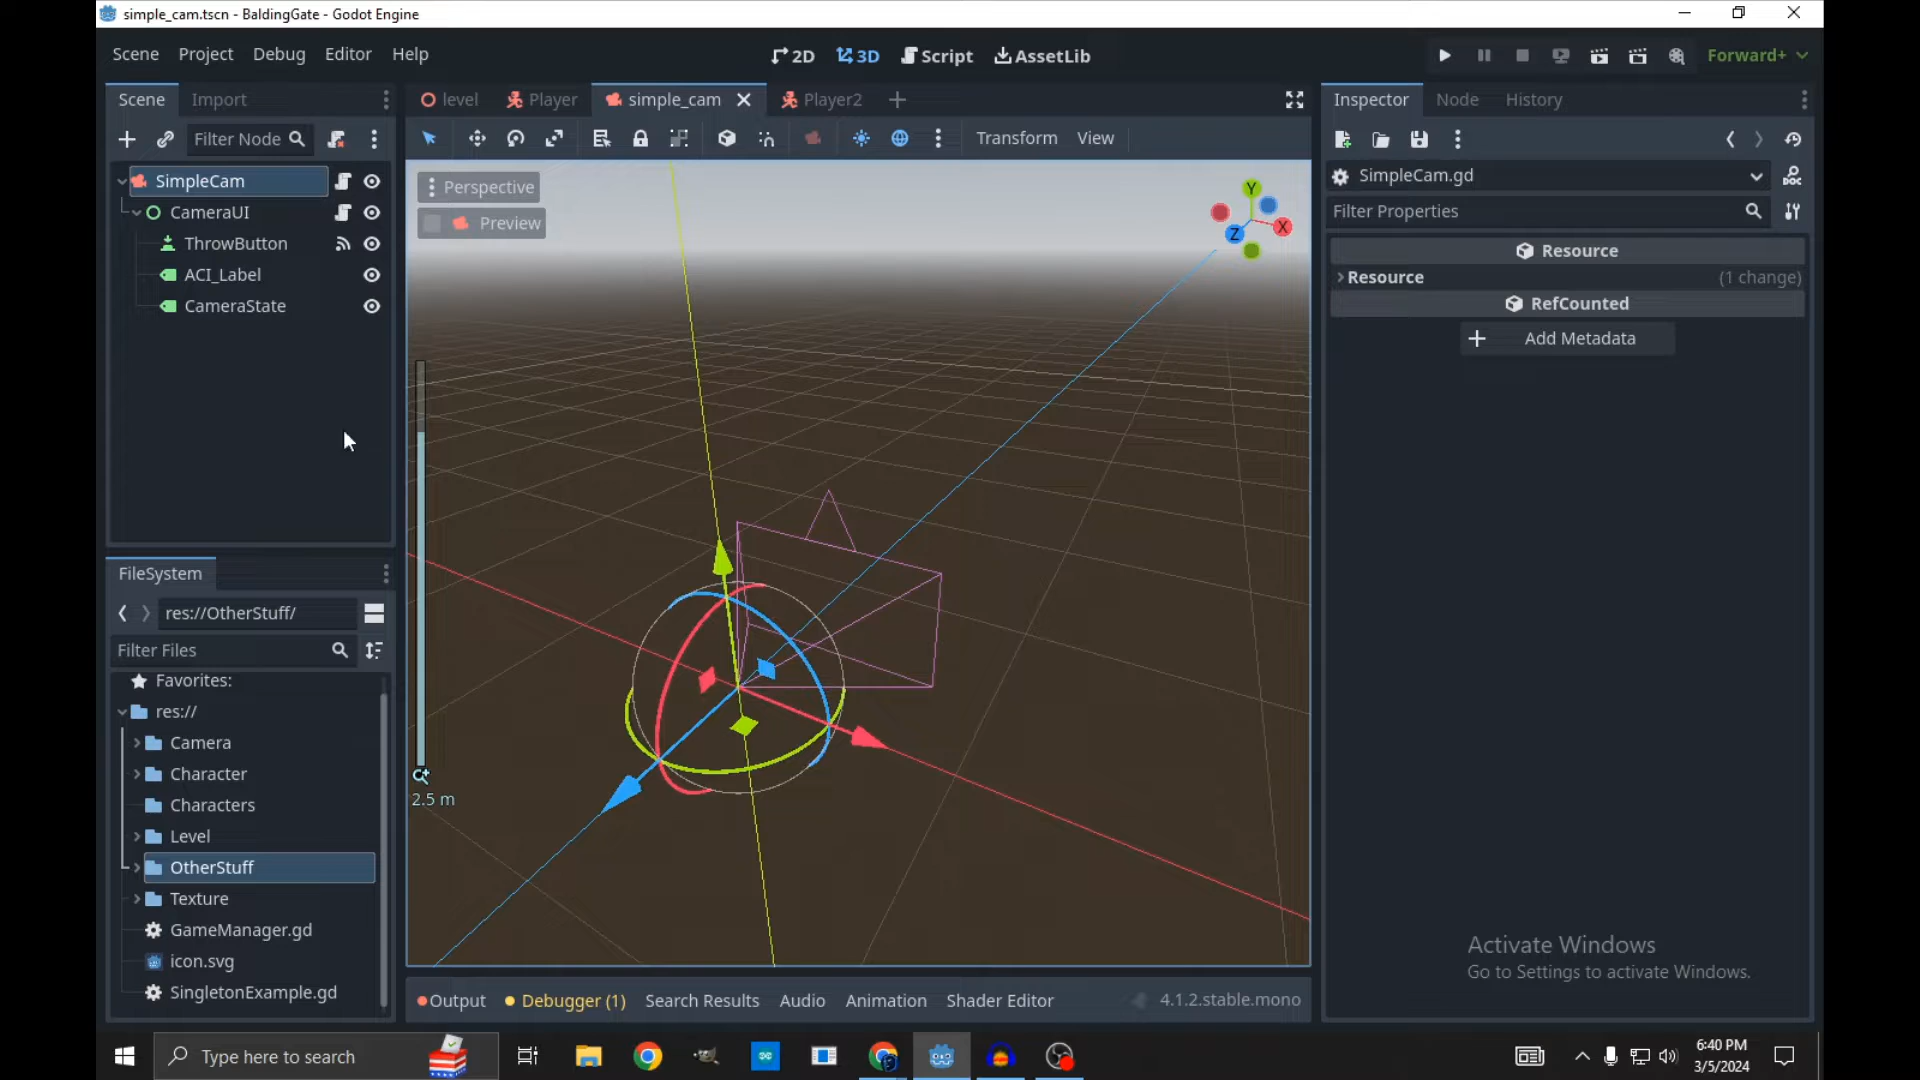 simple_cam.tscn - BaldingGate - Godot Engine
Scene Project Debug Editor Help
2D 3D Script AssetLib
Forward+
Scene Import
level Player simple_cam Player2
Inspector Node History
Filter Node
Transform View
SimpleCam
CameraUI
ThrowButton
ACI_Label
CameraState
Perspective
Preview
Y
X
Z
2.5 m
SimpleCam.gd
Filter Properties
Resource
Resource (1 change)
RefCounted
Add Metadata
FileSystem
res://OtherStuff/
Filter Files
Favorites:
res://
Camera
Character
Characters
Level
OtherStuff
Texture
GameManager.gd
icon.svg
SingletonExample.gd
Output Debugger (1) Search Results Audio Animation Shader Editor 4.1.2.stable.mono
Activate Windows
Go to Settings to activate Windows.
Type here to search
6:40 PM
3/5/2024